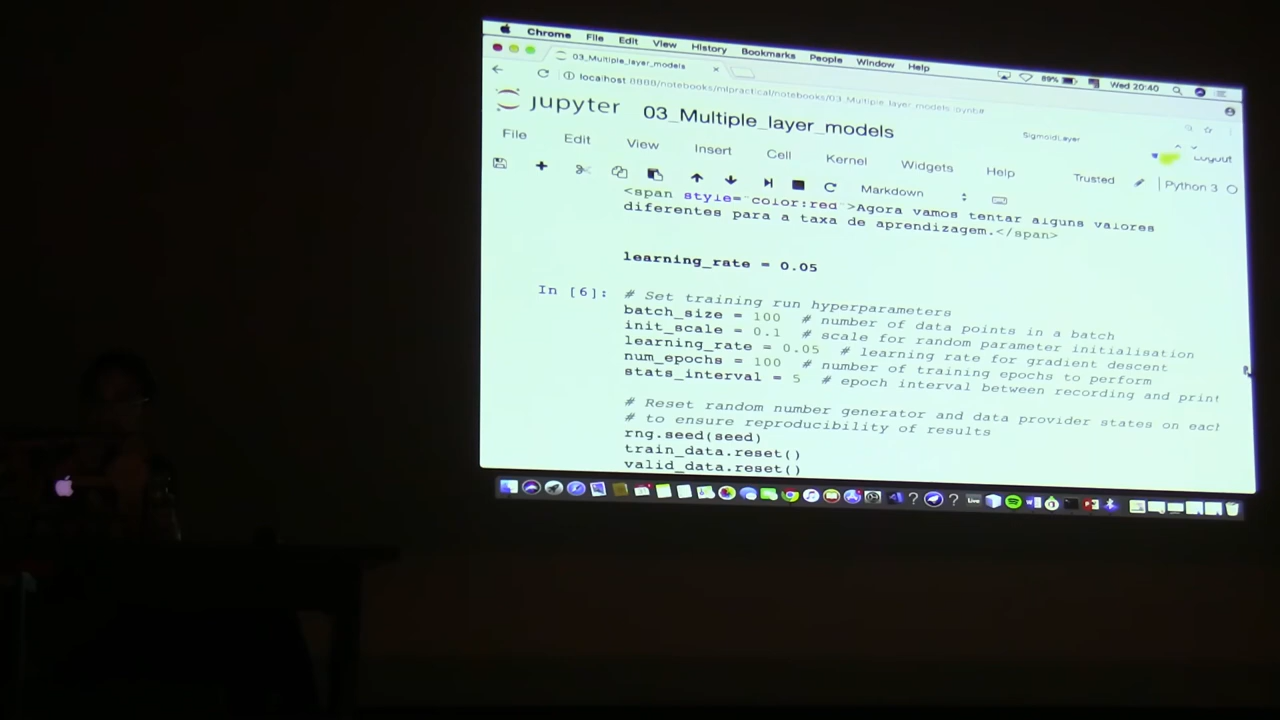 Chrome File Edit View History Bookmarks People Window Help 89% Wed 20:40
03_Multiple_layer_models
localhost:8888/notebooks/mlpractical/notebooks/03_Multiple_layer_models.ipynb#
jupyter 03_Multiple_layer_models
SigmoidLayer
Logout
File Edit View Insert Cell Kernel Widgets Help
Trusted Python 3
Markdown
<span style="color:red">Agora vamos tentar alguns valores
diferentes para a taxa de aprendizagem.</span>
learning_rate = 0.05
In [6]:
# Set training run hyperparameters
batch_size = 100 # number of data points in a batch
init_scale = 0.1 # scale for random parameter initialisation
learning_rate = 0.05 # learning rate for gradient descent
num_epochs = 100 # number of training epochs to perform
stats_interval = 5 # epoch interval between recording and print
# Reset random number generator and data provider states on each
# to ensure reproducibility of results
rng.seed(seed)
train_data.reset()
valid_data.reset()